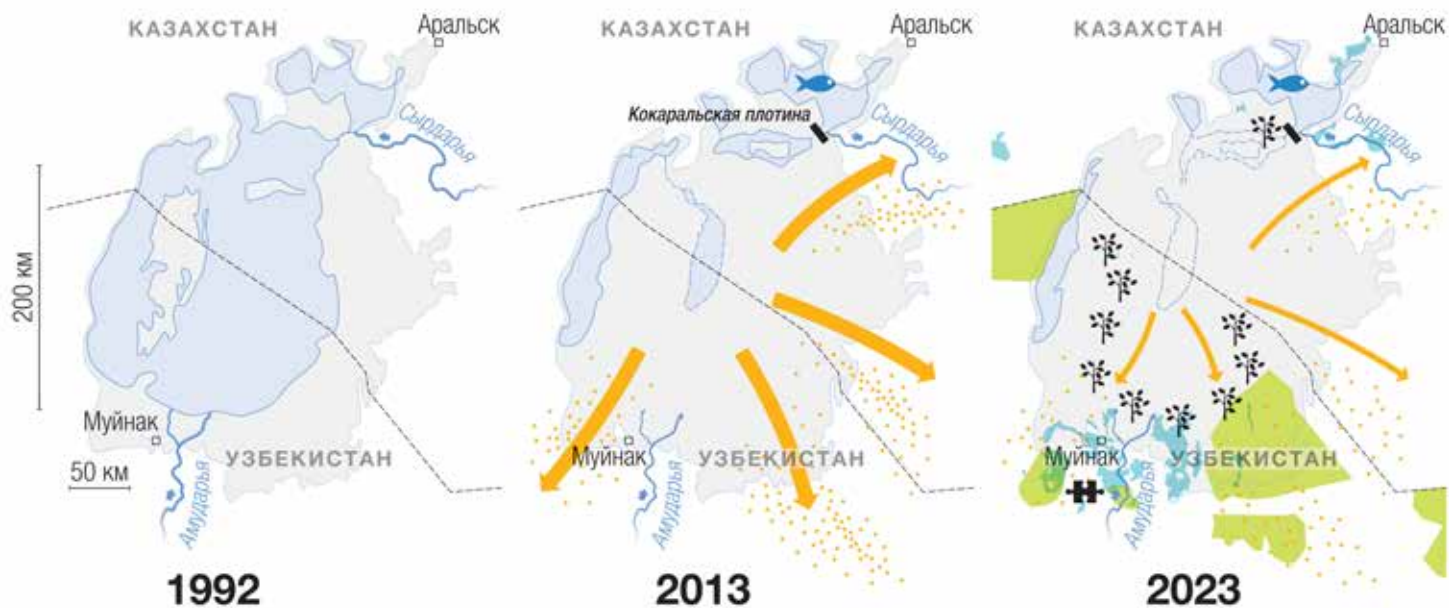 КАЗАХСТАН
Аральск
Сырдарья
200 км
Муйнак
50 км
УЗБЕКИСТАН
Амударья
1992
КАЗАХСТАН
Аральск
Кокаральская плотина
Сырдарья
Муйнак
УЗБЕКИСТАН
Амударья
2013
КАЗАХСТАН
Аральск
Сырдарья
Муйнак
УЗБЕКИСТАН
Амударья
2023